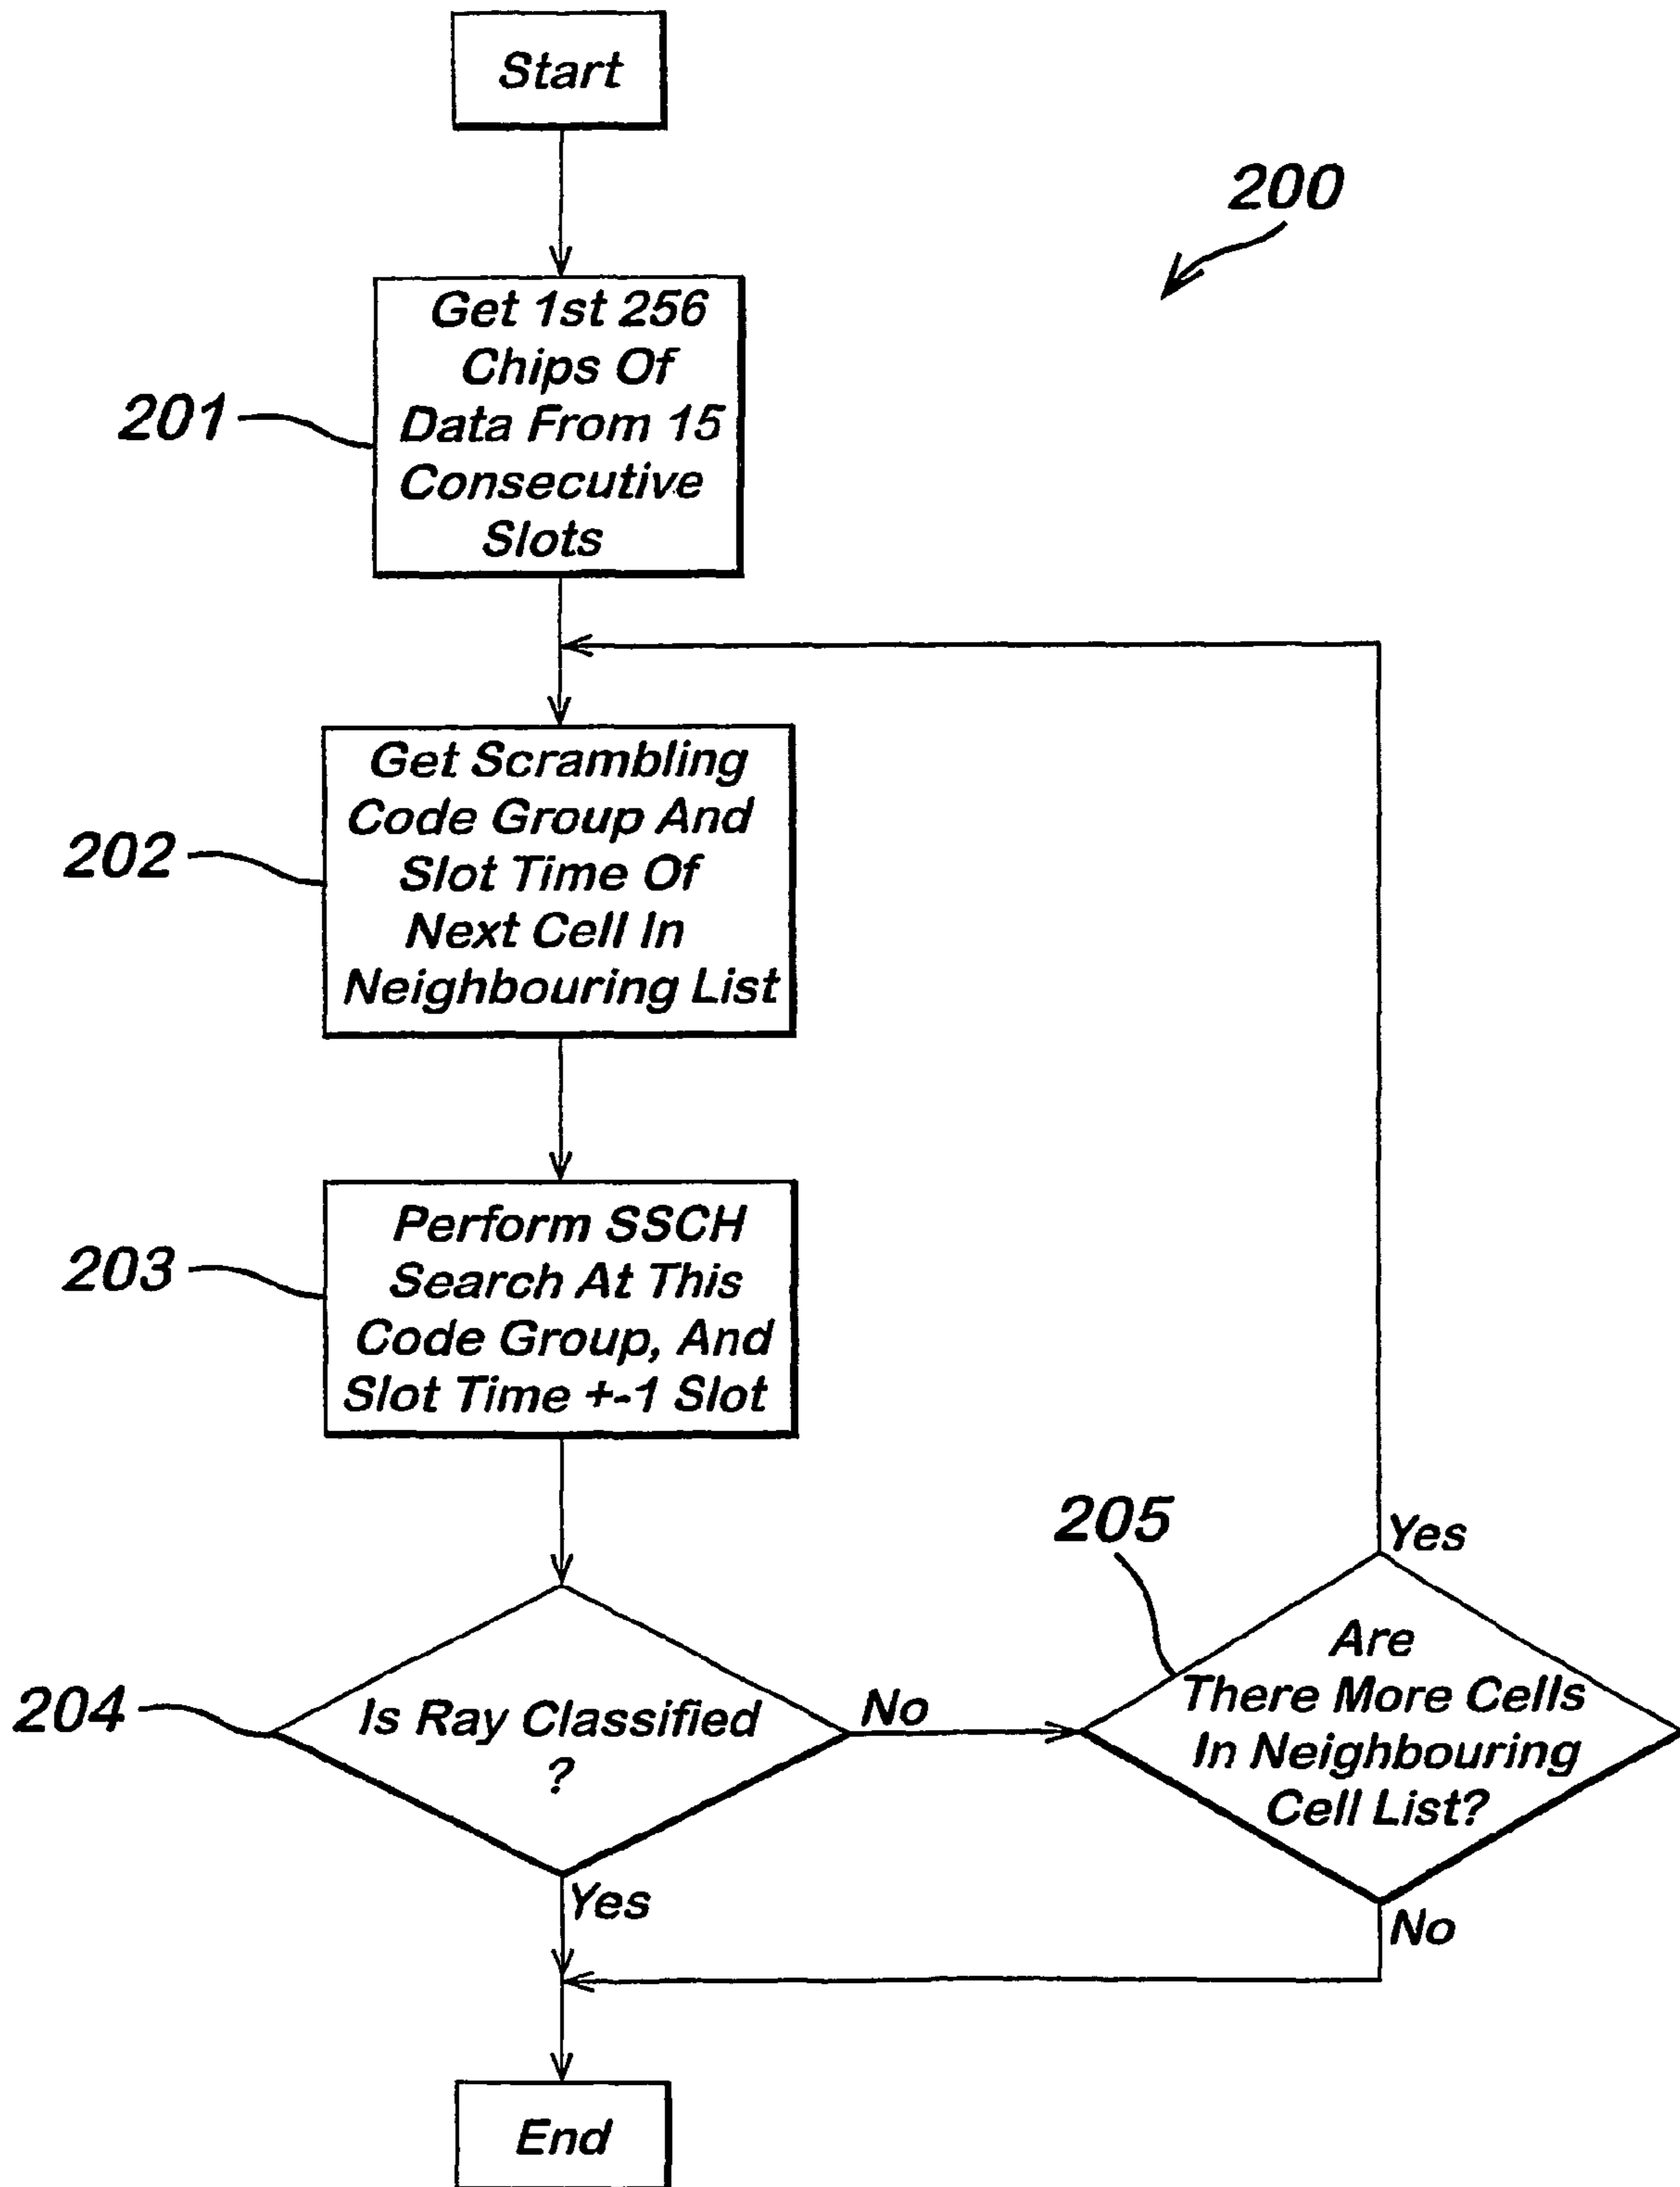 Start
200
Get 1st 256
Chips Of
Data From 15
Consecutive
Slots
201
Get Scrambling
Code Group And
Slot Time Of
Next Cell In
Neighbouring List
202
Perform SSCH
Search At This
Code Group, And
Slot Time +-1 Slot
203
205
Yes
Are
There More Cells
In Neighbouring
Cell List?
204
Is Ray Classified
?
No
Yes
No
End